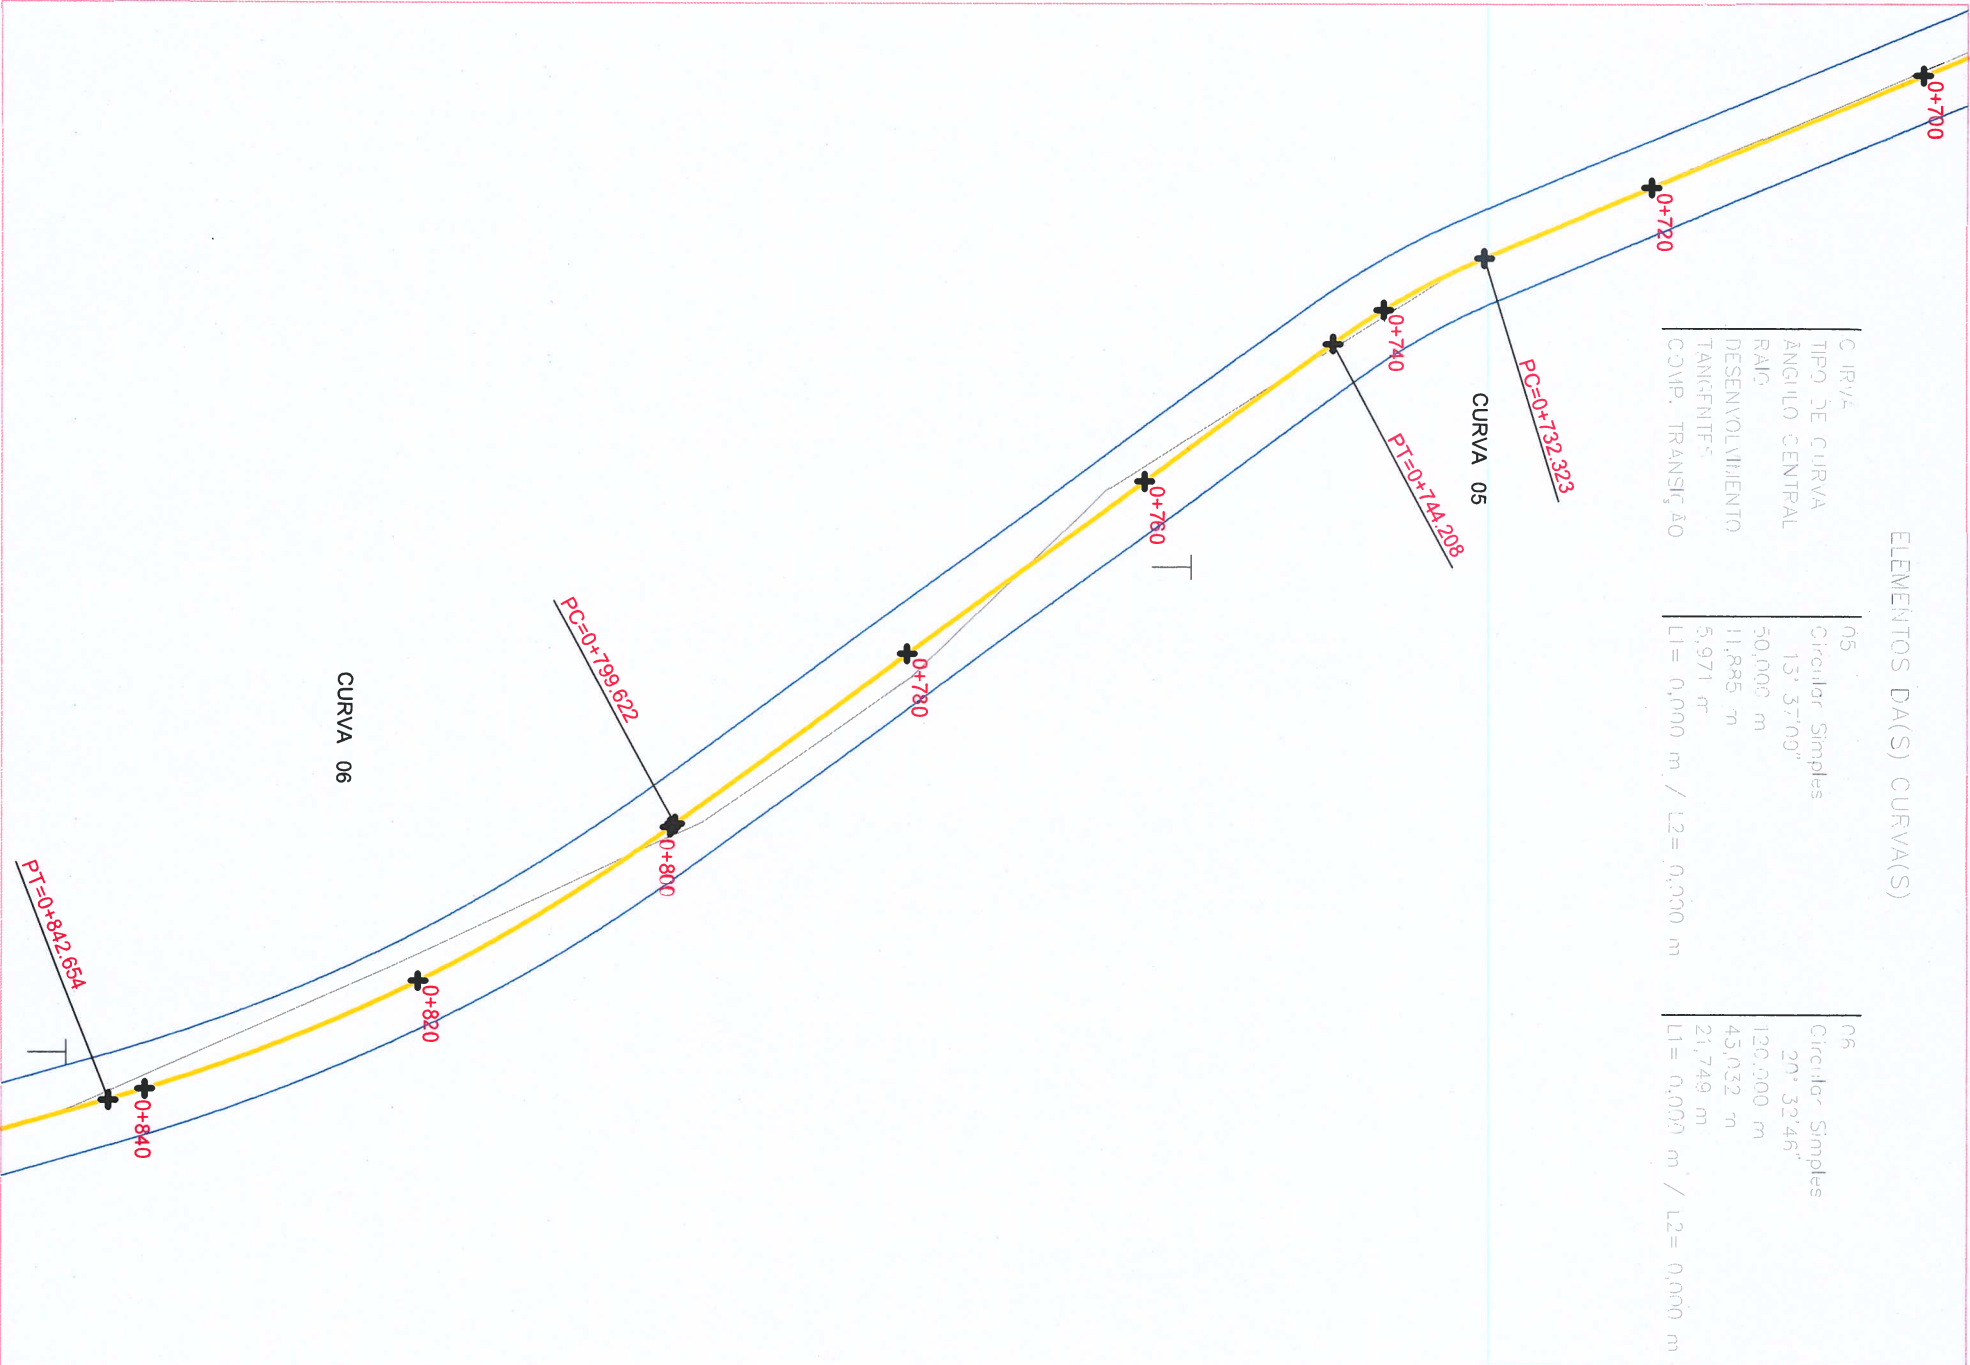 ELEMENTOS DA(S) CURVA(S)
CURVA 05 06
TIPO DE CURVA Circular Simples Circular Simples
ÂNGULO CENTRAL 13° 37'09" 20° 32'46"
RAIO 50,000 m 120,000 m
DESENVOLVIMENTO 11,885 m 43,032 m
TANGENTES 5,971 m 21,749 m
COMP. TRANSIÇÃO L1= 0,000 m / L2= 0,000 m L1= 0,000 m / L2= 0,000 m
0+700
0+720
PC=0+732.323
0+740
CURVA 05
PT=0+744.208
0+760
0+780
PC=0+799.622
0+800
0+820
CURVA 06
0+840
PT=0+842.654